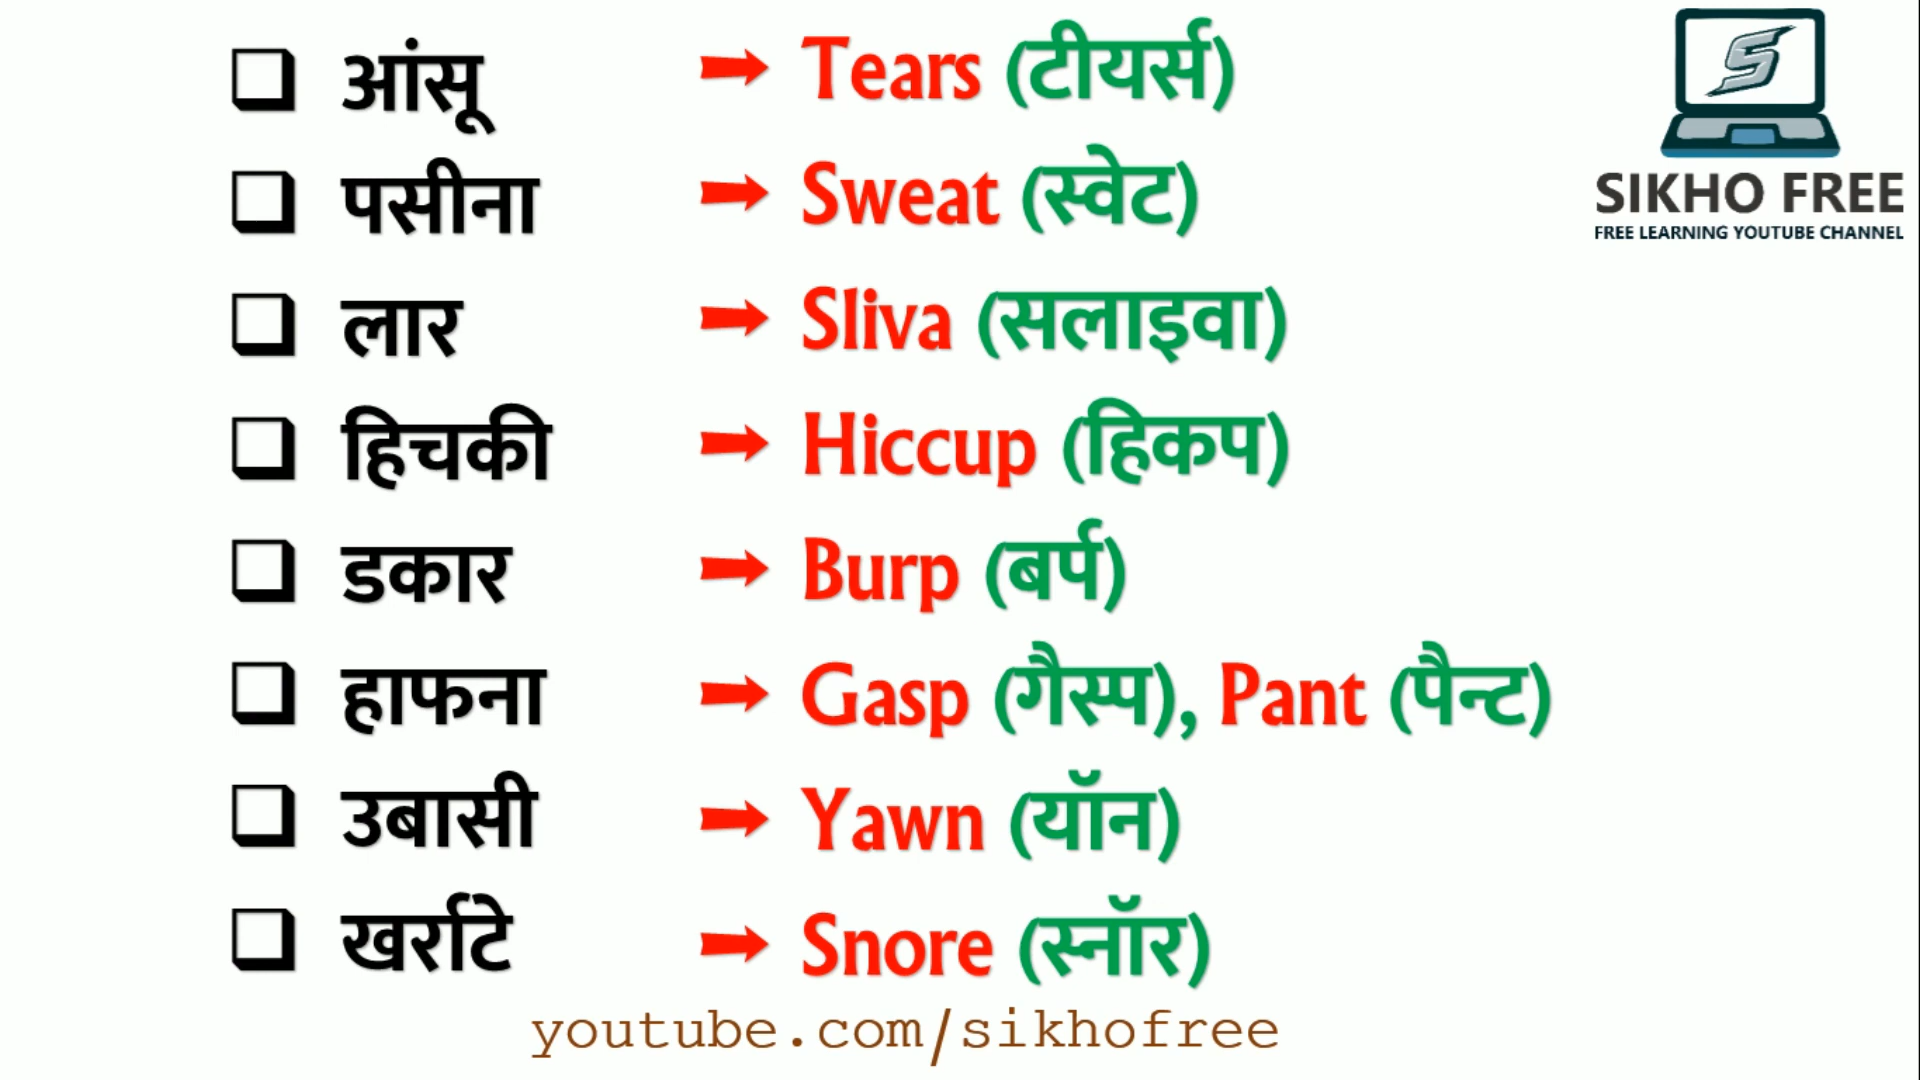 आंसू ➡ Tears (टीयर्स)
पसीना ➡ Sweat (स्वेट)
लार ➡ Sliva (सलाइवा)
हिचकी ➡ Hiccup (हिकप)
डकार ➡ Burp (बर्प)
हाफना ➡ Gasp (गैस्प), Pant (पैन्ट)
उबासी ➡ Yawn (यॉन)
खर्राटे ➡ Snore (स्नॉर)
youtube.com/sikhofree
S
SIKHO FREE
FREE LEARNING YOUTUBE CHANNEL